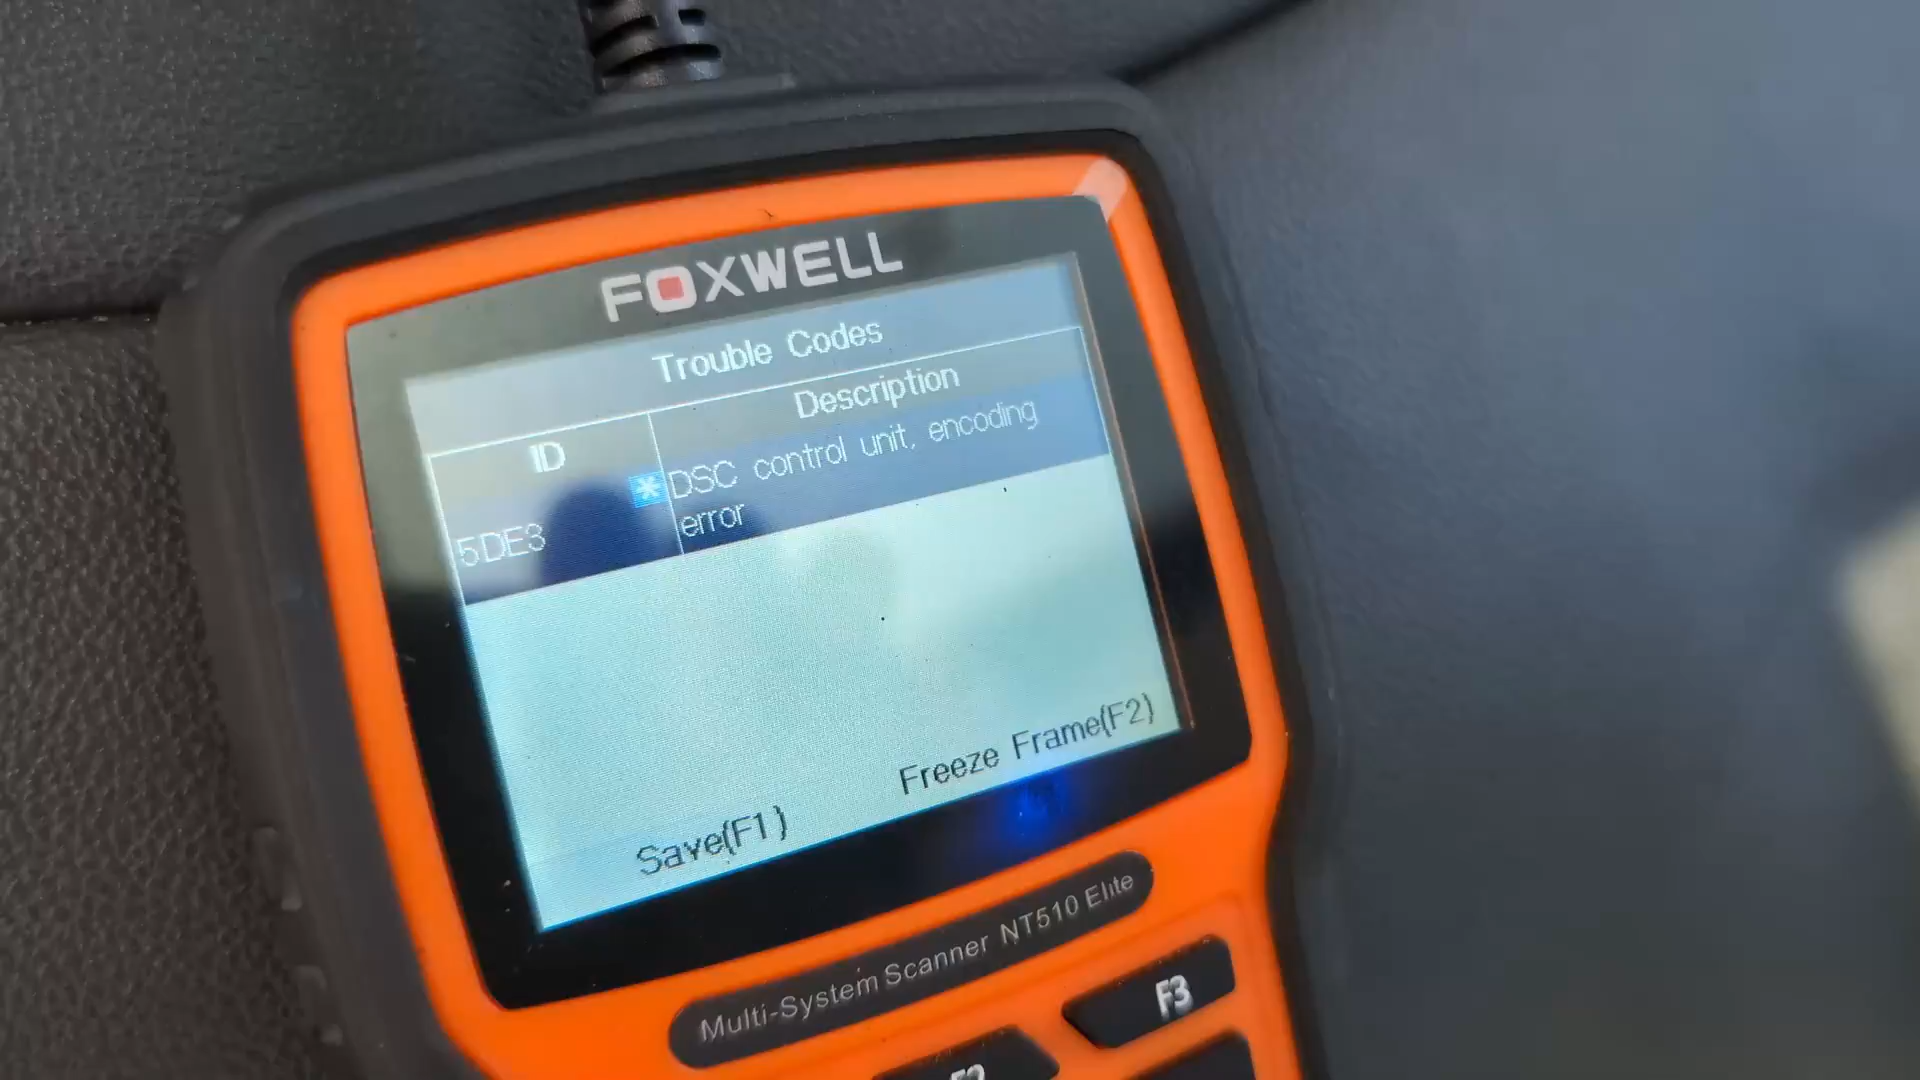 FOXWELL
Trouble Codes
ID
Description
5DE3
*
DSC control unit, encoding
error
Save(F1)
Freeze Frame(F2)
Multi-System Scanner NT510 Elite
F3